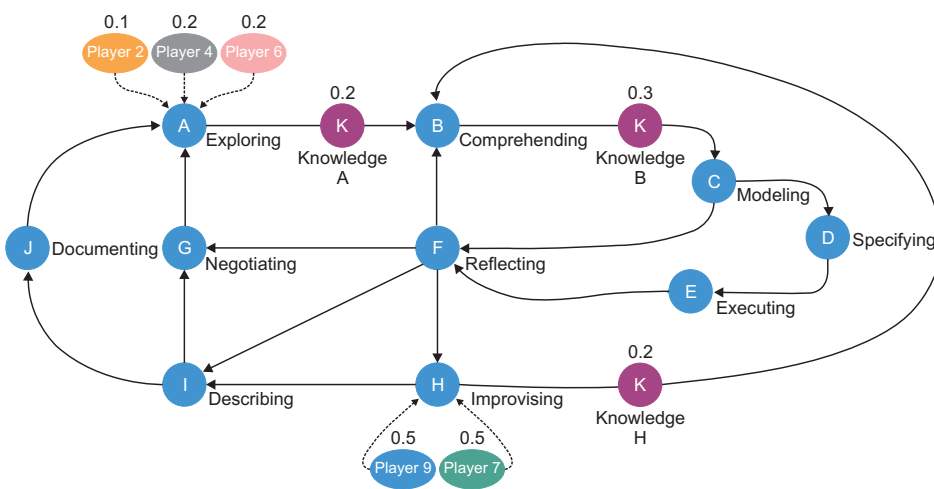 0.1
0.2
0.2
Player 2
Player 4
Player 6
A
Exploring
0.2
K
Knowledge
A
B
Comprehending
0.3
K
Knowledge
B
C
Modeling
D
Specifying
E
Executing
J
Documenting
G
Negotiating
F
Reflecting
I
Describing
H
Improvising
0.2
K
Knowledge
H
0.5
0.5
Player 9
Player 7